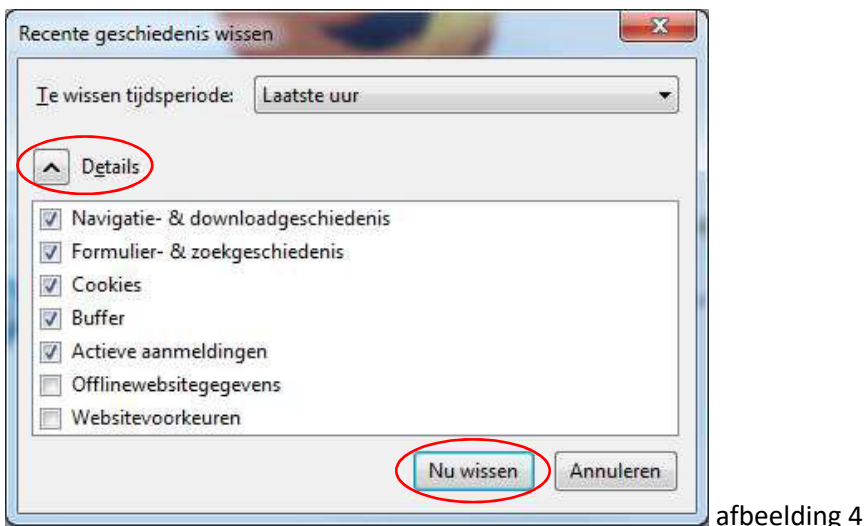 Recente geschiedenis wissen
Te wissen tijdsperiode: Laatste uur
Details
Navigatie- & downloadgeschiedenis
Formulier- & zoekgeschiedenis
Cookies
Buffer
Actieve aanmeldingen
Offlinewebsitegegevens
Websitevoorkeuren
Nu wissen Annuleren
afbeelding 4